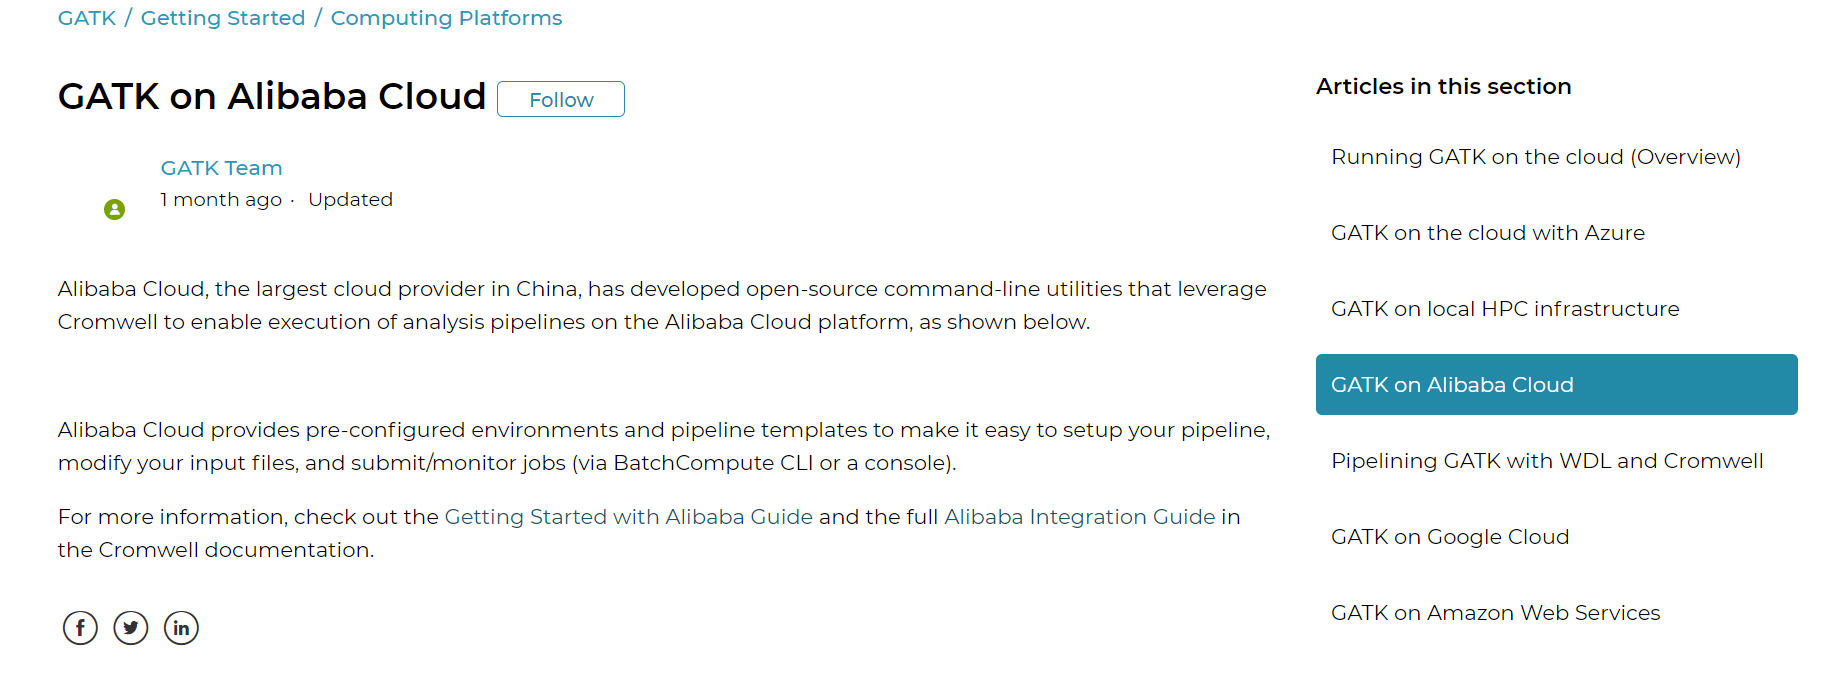 GATK / Getting Started / Computing Platforms
GATK on Alibaba Cloud
Follow
GATK Team
1 month ago · Updated
Alibaba Cloud, the largest cloud provider in China, has developed open-source command-line utilities that leverage
Cromwell to enable execution of analysis pipelines on the Alibaba Cloud platform, as shown below.
Alibaba Cloud provides pre-configured environments and pipeline templates to make it easy to setup your pipeline,
modify your input files, and submit/monitor jobs (via BatchCompute CLI or a console).
For more information, check out the Getting Started with Alibaba Guide and the full Alibaba Integration Guide in
the Cromwell documentation.
Articles in this section
Running GATK on the cloud (Overview)
GATK on the cloud with Azure
GATK on local HPC infrastructure
GATK on Alibaba Cloud
Pipelining GATK with WDL and Cromwell
GATK on Google Cloud
GATK on Amazon Web Services